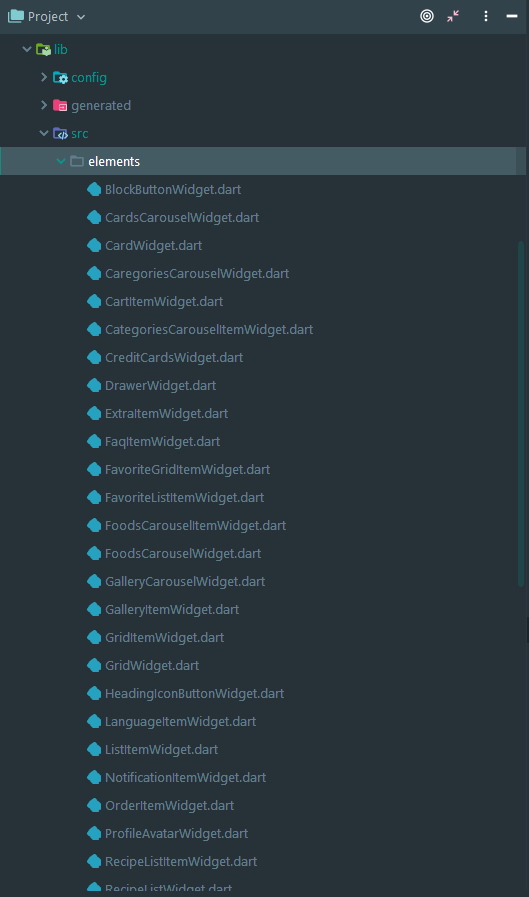 Project
lib
config
generated
src
elements
BlockButtonWidget.dart
CardsCarouselWidget.dart
CardWidget.dart
CaregoriesCarouselWidget.dart
CartItemWidget.dart
CategoriesCarouselItemWidget.dart
CreditCardsWidget.dart
DrawerWidget.dart
ExtraItemWidget.dart
FaqItemWidget.dart
FavoriteGridItemWidget.dart
FavoriteListItemWidget.dart
FoodsCarouselItemWidget.dart
FoodsCarouselWidget.dart
GalleryCarouselWidget.dart
GalleryItemWidget.dart
GridItemWidget.dart
GridWidget.dart
HeadingIconButtonWidget.dart
LanguageItemWidget.dart
ListItemWidget.dart
NotificationItemWidget.dart
OrderItemWidget.dart
ProfileAvatarWidget.dart
RecipeListItemWidget.dart
RecipeListWidget.dart